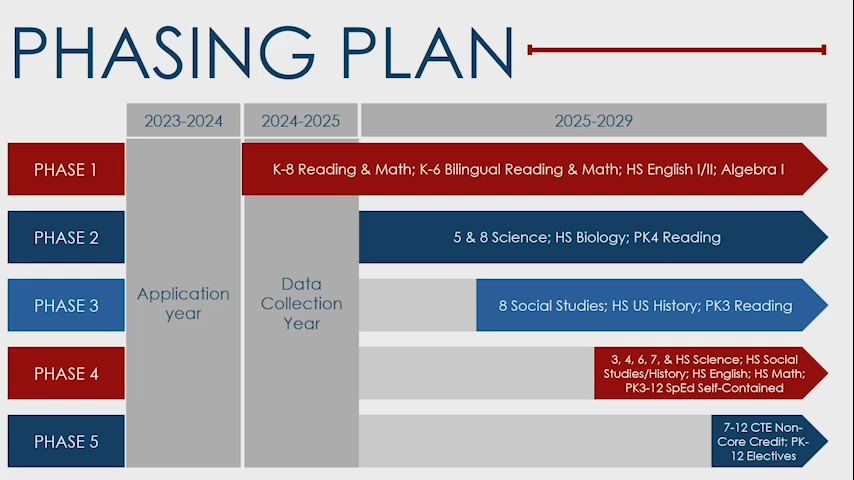 PHASING PLAN
2023-2024
2024-2025
2025-2029
PHASE 1
K-8 Reading & Math; K-6 Bilingual Reading & Math; HS English I/II; Algebra I
PHASE 2
5 & 8 Science; HS Biology; PK4 Reading
Application
year
Data
Collection
Year
PHASE 3
8 Social Studies; HS US History; PK3 Reading
PHASE 4
3, 4, 6, 7, & HS Science; HS Social
Studies/History; HS English; HS Math;
PK3-12 SpEd Self-Contained
PHASE 5
7-12 CTE Non-
Core Credit; PK-
12 Electives